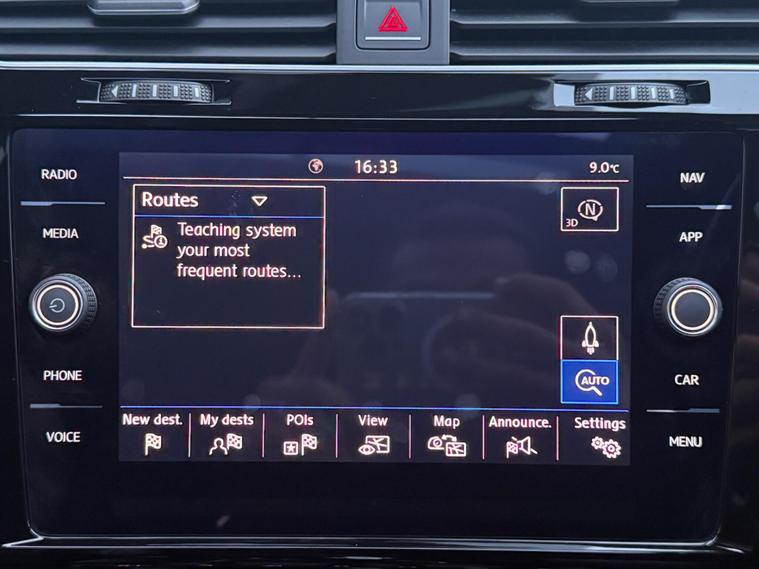 16:33
9.0°C
RADIO
MEDIA
PHONE
VOICE
Routes
Teaching system
your most
frequent routes...
N
3D
AUTO
New dest.
My dests
POIs
View
Map
Announce.
Settings
NAV
APP
CAR
MENU